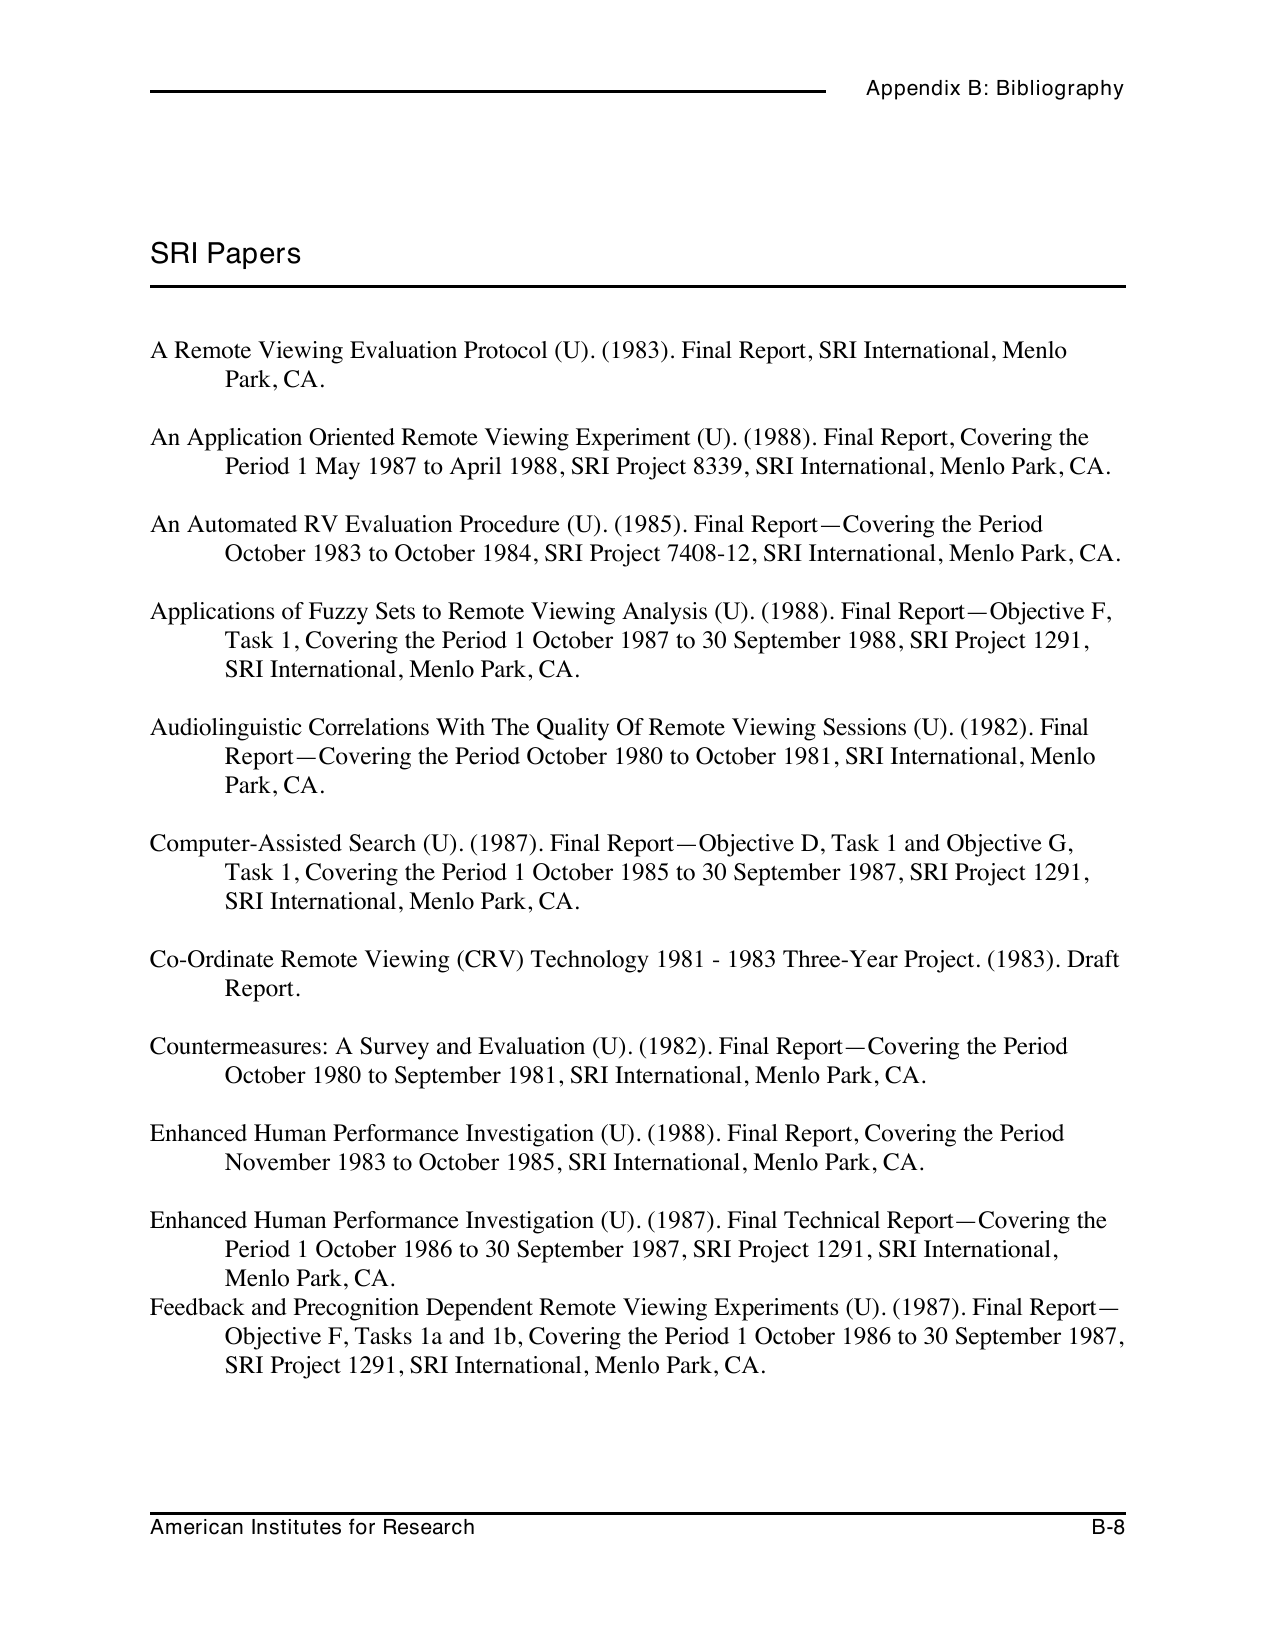 Appendix B: Bibliography
SRI Papers
A Remote Viewing Evaluation Protocol (U). (1983). Final Report, SRI International, Menlo
Park, CA.
An Application Oriented Remote Viewing Experiment (U). (1988). Final Report, Covering the
Period 1 May 1987 to April 1988, SRI Project 8339, SRI International, Menlo Park, CA.
An Automated RV Evaluation Procedure (U). (1985). Final Report—Covering the Period
October 1983 to October 1984, SRI Project 7408-12, SRI International, Menlo Park, CA.
Applications of Fuzzy Sets to Remote Viewing Analysis (U). (1988). Final Report—Objective F,
Task 1, Covering the Period 1 October 1987 to 30 September 1988, SRI Project 1291,
SRI International, Menlo Park, CA.
Audiolinguistic Correlations With The Quality Of Remote Viewing Sessions (U). (1982). Final
Report—Covering the Period October 1980 to October 1981, SRI International, Menlo
Park, CA.
Computer-Assisted Search (U). (1987). Final Report—Objective D, Task 1 and Objective G,
Task 1, Covering the Period 1 October 1985 to 30 September 1987, SRI Project 1291,
SRI International, Menlo Park, CA.
Co-Ordinate Remote Viewing (CRV) Technology 1981 - 1983 Three-Year Project. (1983). Draft
Report.
Countermeasures: A Survey and Evaluation (U). (1982). Final Report—Covering the Period
October 1980 to September 1981, SRI International, Menlo Park, CA.
Enhanced Human Performance Investigation (U). (1988). Final Report, Covering the Period
November 1983 to October 1985, SRI International, Menlo Park, CA.
Enhanced Human Performance Investigation (U). (1987). Final Technical Report—Covering the
Period 1 October 1986 to 30 September 1987, SRI Project 1291, SRI International,
Menlo Park, CA.
Feedback and Precognition Dependent Remote Viewing Experiments (U). (1987). Final Report—
Objective F, Tasks 1a and 1b, Covering the Period 1 October 1986 to 30 September 1987,
SRI Project 1291, SRI International, Menlo Park, CA.
American Institutes for Research B-8